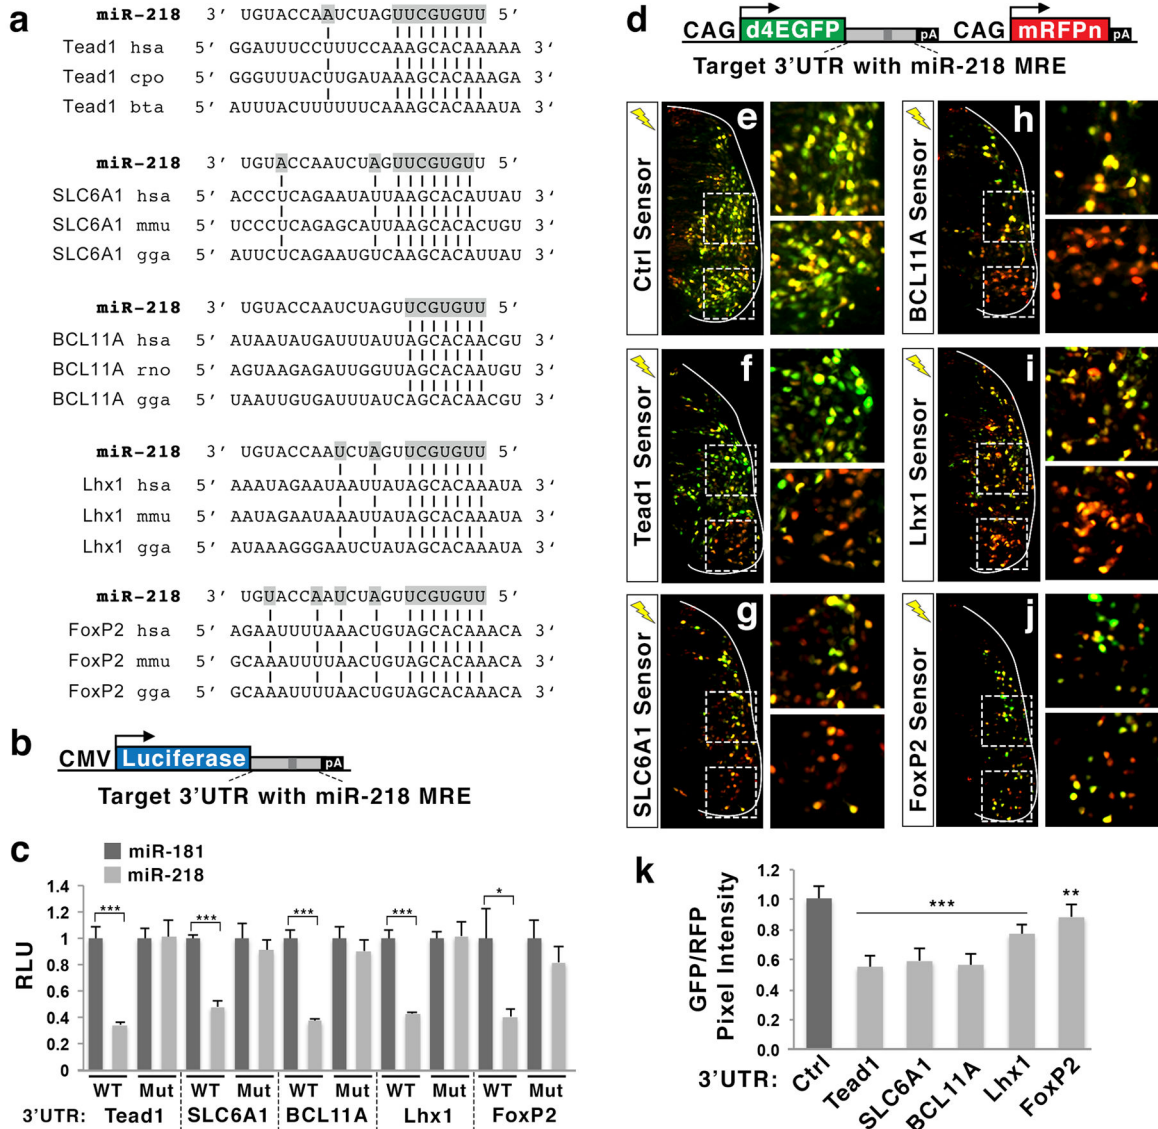 a
miR-218 3′ UGUACCAAUCUAGUUCGUGUU 5′
Tead1 hsa 5′ GGAUUUCCUUUCCAAAGCACAAAAA 3′
Tead1 cpo 5′ GGGUUUACUUGAUAAAGCACAAAGA 3′
Tead1 bta 5′ AUUUACUUUUUUCAAAGCACAAAUA 3′
miR-218 3′ UGUACCAAUCUAGUUCGUGUU 5′
SLC6A1 hsa 5′ ACCCUCAGAAUAUUAAGCACAUUAU 3′
SLC6A1 mmu 5′ UCCCUCAGAGCAUUAAGCACACUGU 3′
SLC6A1 gga 5′ AUUCUCAGAAUGUCAAGCACAUUAU 3′
miR-218 3′ UGUACCAAUCUAGUUCGUGUU 5′
BCL11A hsa 5′ AUAAUAUGAUUUAUUAGCACAACGU 3′
BCL11A rno 5′ AGUAAGAGAUUGGUUAGCACAAUGU 3′
BCL11A gga 5′ UAAUUGUGAUUUAUCAGCACAACGU 3′
miR-218 3′ UGUACCAAUCUAGUUCGUGUU 5′
Lhx1 hsa 5′ AAAUAGAAUAAUUAUAGCACAAAUA 3′
Lhx1 mmu 5′ AAUAGAAUAAAUUAUAGCACAAAUA 3′
Lhx1 gga 5′ AUAAAGGGAAUCUAUAGCACAAAUA 3′
miR-218 3′ UGUACCAAUCUAGUUCGUGUU 5′
FoxP2 hsa 5′ AGAAUUUUAAACUGUAGCACAAACA 3′
FoxP2 mmu 5′ GCAAAUUUUAACUGUAGCACAAACA 3′
FoxP2 gga 5′ GCAAAUUUUAACUGUAGCACAAACA 3′
b
CMV Luciferase pA
Target 3'UTR with miR-218 MRE
c
miR-181
miR-218
RLU
1.4
1.2
1
0.8
0.6
0.4
0.2
0
*** *** *** *** *
WT Mut WT Mut WT Mut WT Mut WT Mut
3'UTR: Tead1 SLC6A1 BCL11A Lhx1 FoxP2
d
CAG d4EGFP pA CAG mRFPn pA
Target 3'UTR with miR-218 MRE
Ctrl Sensor e
BCL11A Sensor h
Tead1 Sensor f
Lhx1 Sensor i
SLC6A1 Sensor g
FoxP2 Sensor j
k
GFP/RFP
Pixel Intensity
1.2
1.0
0.8
0.6
0.4
0.2
0.0
*** **
3'UTR: Ctrl Tead1 SLC6A1 BCL11A Lhx1 FoxP2